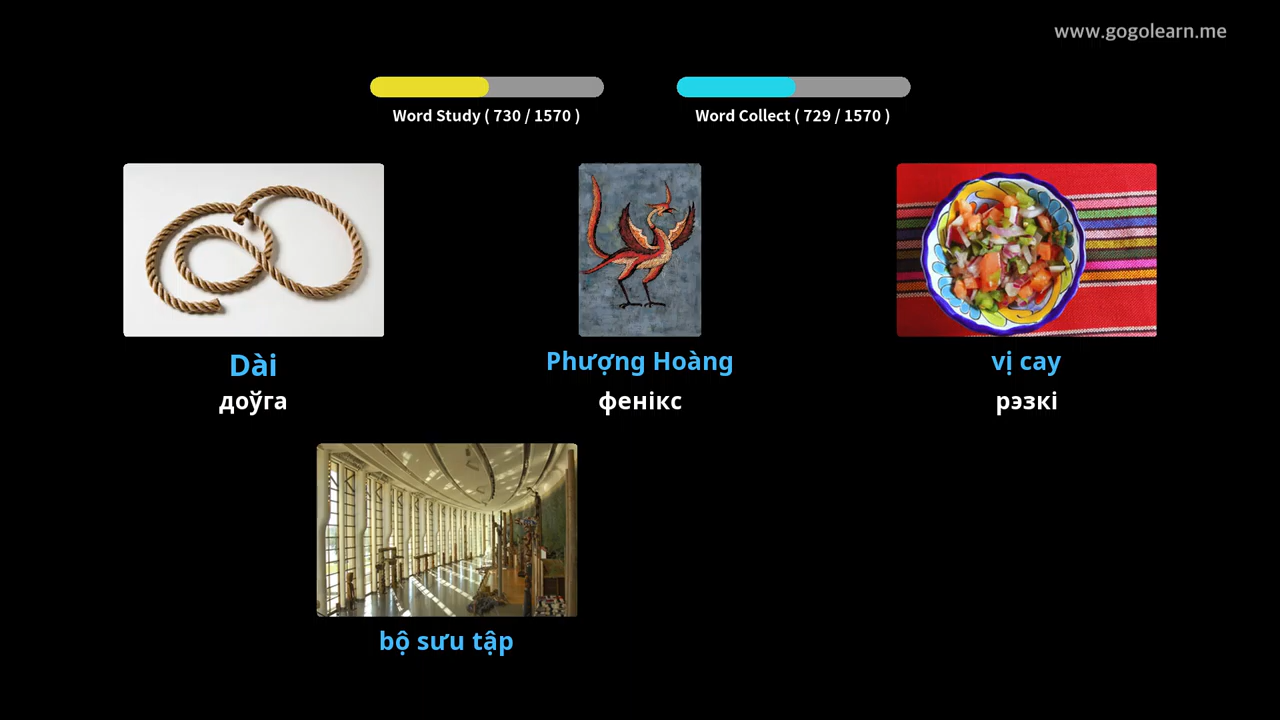 www.gogolearn.me
Word Study ( 730 / 1570 )
Word Collect ( 729 / 1570 )
Dài
доўга
Phượng Hoàng
фенікс
vị cay
рэзкі
bộ sưu tập